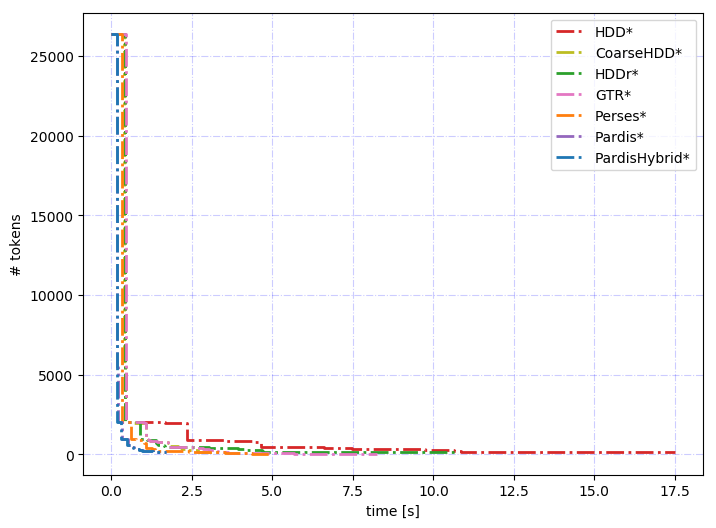 HDD*
CoarseHDD*
HDDr*
GTR*
Perses*
Pardis*
PardisHybrid*
# tokens
25000
20000
15000
10000
5000
0
0.0 2.5 5.0 7.5 10.0 12.5 15.0 17.5
time [s]